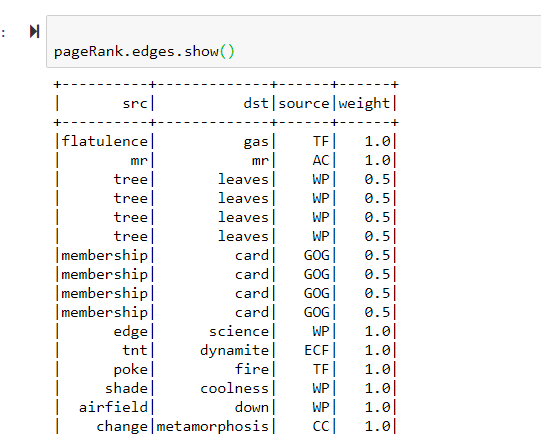 :
pageRank.edges.show()
+----------+-------------+------+------+
|       src|          dst|source|weight|
+----------+-------------+------+------+
|flatulence|          gas|    TF|   1.0|
|        mr|           mr|    AC|   1.0|
|      tree|       leaves|    WP|   0.5|
|      tree|       leaves|    WP|   0.5|
|      tree|       leaves|    WP|   0.5|
|      tree|       leaves|    WP|   0.5|
|membership|         card|   GOG|   0.5|
|membership|         card|   GOG|   0.5|
|membership|         card|   GOG|   0.5|
|membership|         card|   GOG|   0.5|
|      edge|      science|    WP|   1.0|
|       tnt|     dynamite|   ECF|   1.0|
|      poke|         fire|    TF|   1.0|
|     shade|     coolness|    WP|   1.0|
|  airfield|         down|    WP|   1.0|
|    change|metamorphosis|    CC|   1.0|